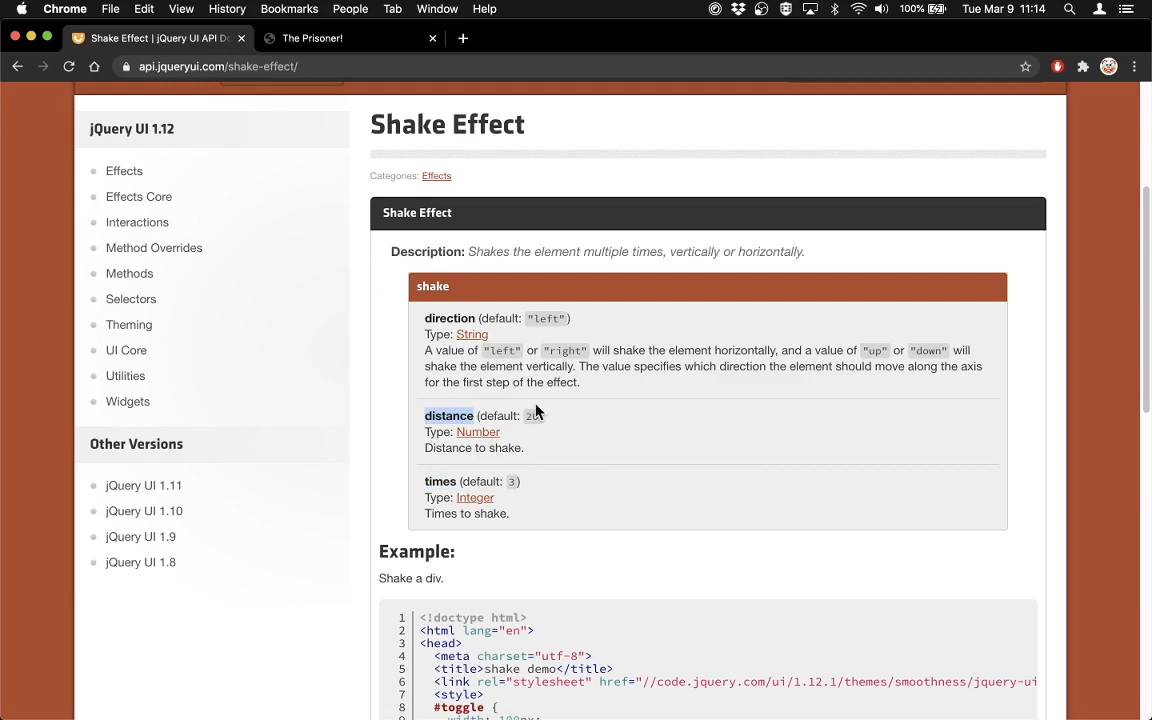 Chrome File Edit View History Bookmarks People Tab Window Help 100% Tue Mar 9 11:14
Shake Effect | jQuery UI API Do The Prisoner!
api.jqueryui.com/shake-effect/
jQuery UI 1.12
Effects
Effects Core
Interactions
Method Overrides
Methods
Selectors
Theming
UI Core
Utilities
Widgets
Other Versions
jQuery UI 1.11
jQuery UI 1.10
jQuery UI 1.9
jQuery UI 1.8
Shake Effect
Categories: Effects
Shake Effect
Description: Shakes the element multiple times, vertically or horizontally.
shake
direction (default: "left")
Type: String
A value of "left" or "right" will shake the element horizontally, and a value of "up" or "down" will
shake the element vertically. The value specifies which direction the element should move along the axis
for the first step of the effect.
distance (default:
Type: Number
Distance to shake.
times (default: 3)
Type: Integer
Times to shake.
Example:
Shake a div.
1 <!doctype html>
2 <html lang="en">
3 <head>
4 <meta charset="utf-8">
5 <title>shake demo</title>
6 <link rel="stylesheet" href="//code.jquery.com/ui/1.12.1/themes/smoothness/jquery-ui
7 <style>
8 #toggle {
9 width: 100px;